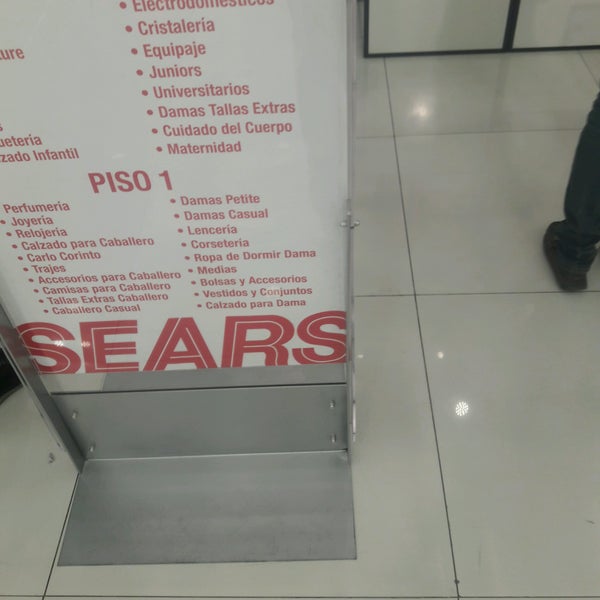 • Electrodomésticos
• Cristalería
• Equipaje
• Juniors
• Universitarios
• Damas Tallas Extras
• Cuidado del Cuerpo
• Maternidad
Infantil
PISO 1
Perfumeria
• Joyería
• Relojería
• Calzado para Caballero
• Carlo Corinto
• Trajes
• Accesorios para Caballero
• Camisas para Caballero
• Tallas Extras Caballero
• Caballero Casual
• Damas Petite
• Damas Casual
• Lencería
• Corsetería
• Ropa de Dormir Dama
• Medias
• Bolsas y Accesorios
• Vestidos y Conjuntos
• Calzado para Dama
SEARS